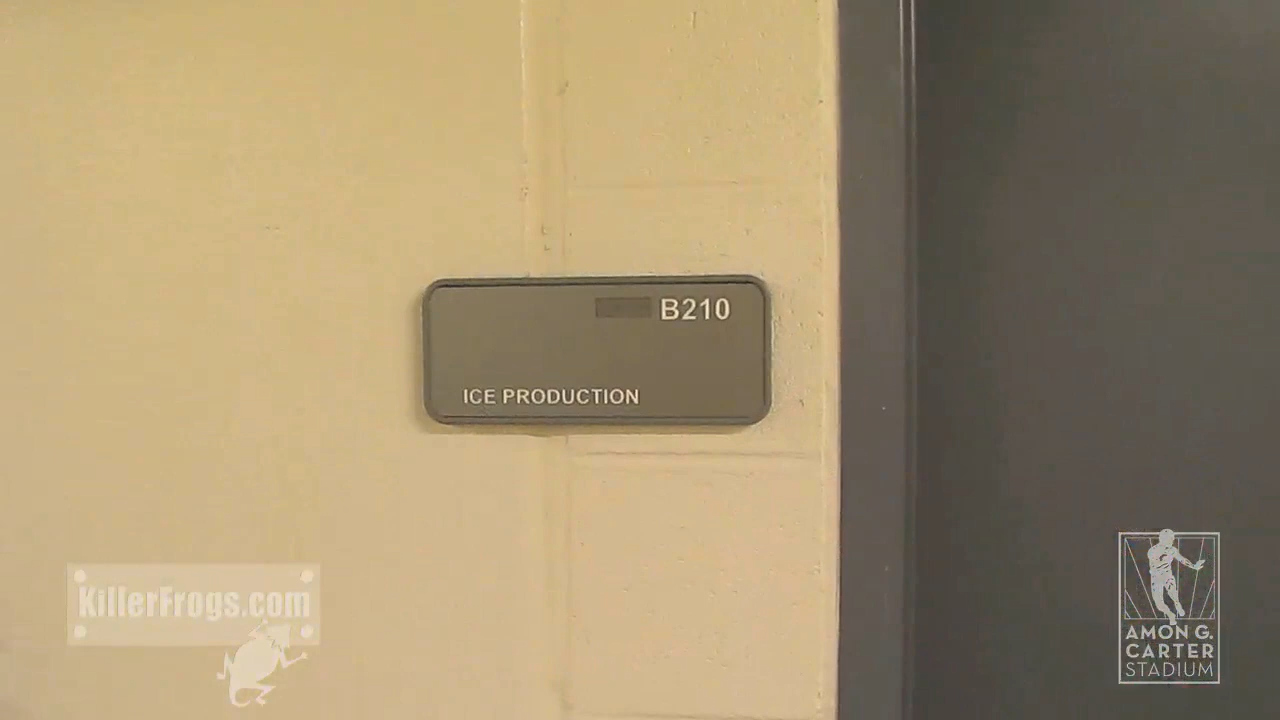 B210
ICE PRODUCTION
KillerFrogs.com
AMON G.
CARTER
STADIUM